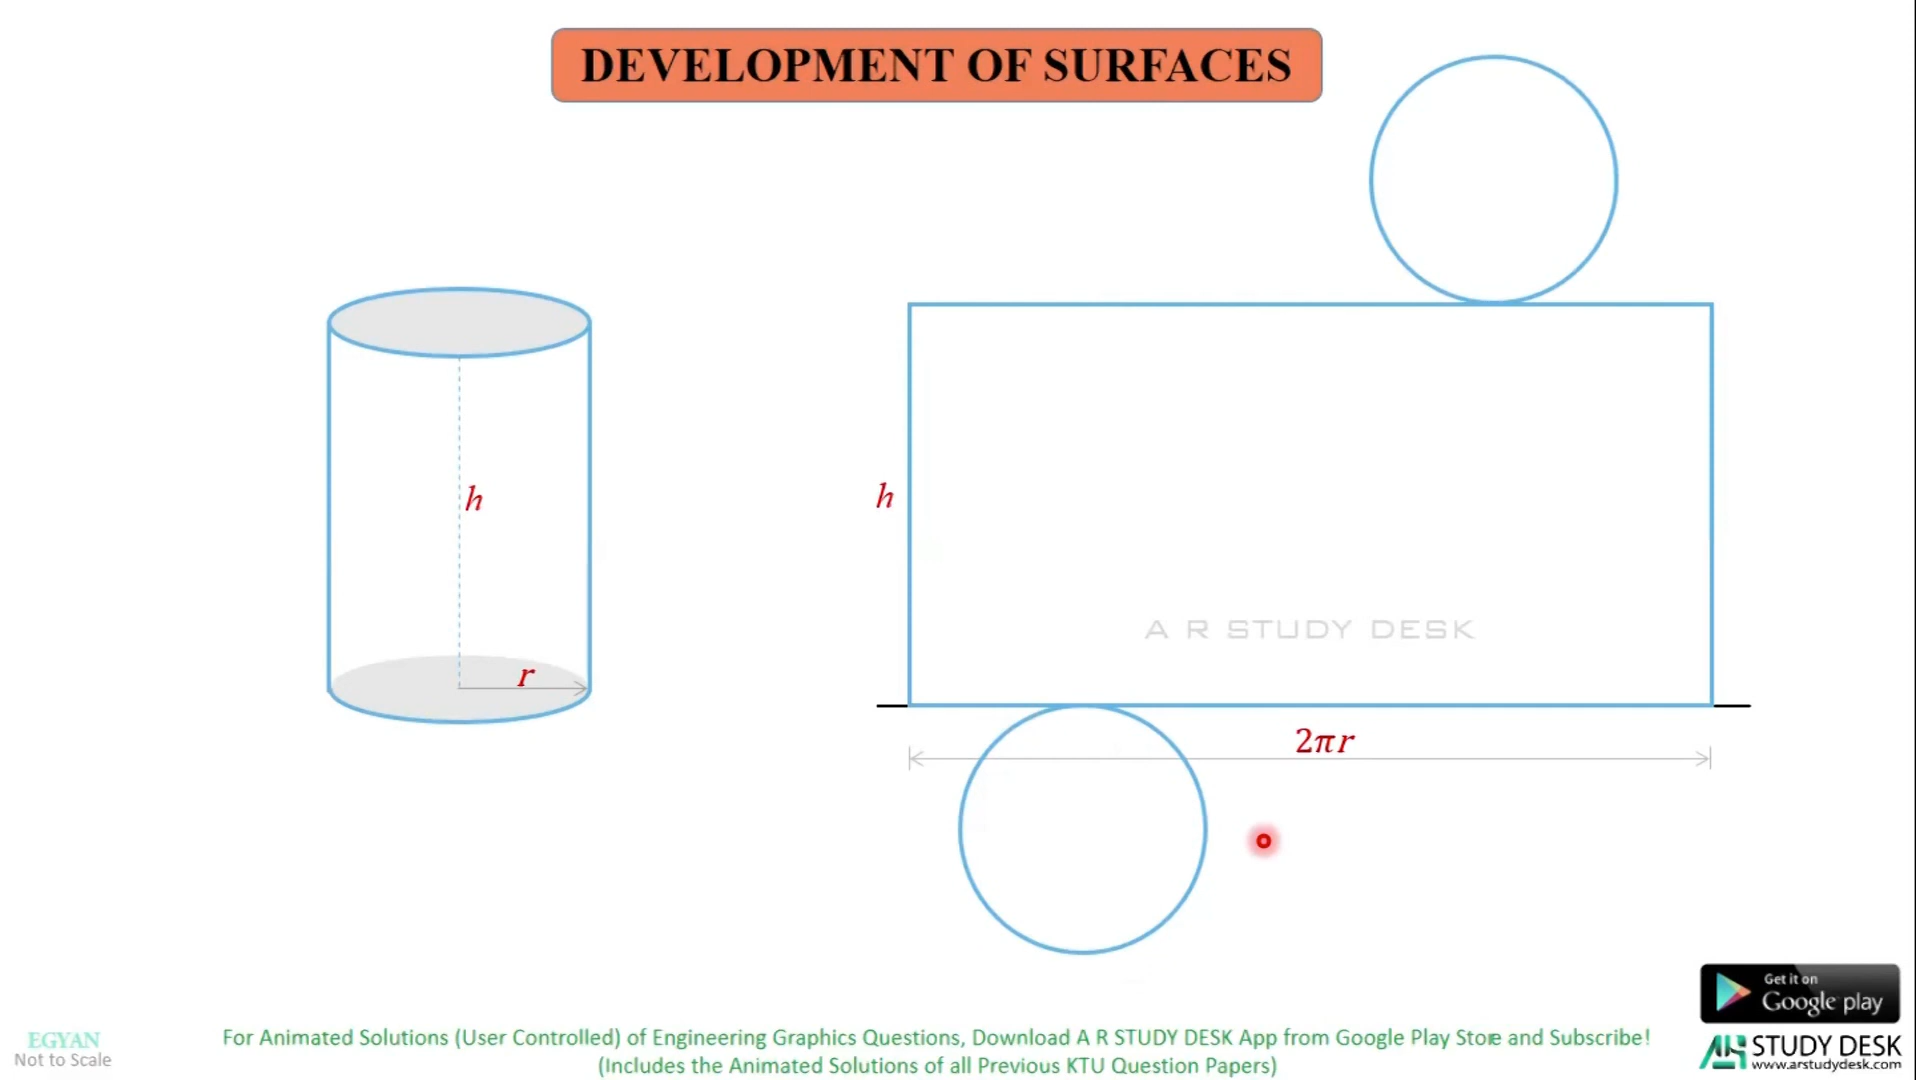 DEVELOPMENT OF SURFACES
h
r
h
A R STUDY DESK
2πr
Get it on
Google play
EGYAN
Not to Scale
For Animated Solutions (User Controlled) of Engineering Graphics Questions, Download A R STUDY DESK App from Google Play Store and Subscribe!
(Includes the Animated Solutions of all Previous KTU Question Papers)
AR STUDY DESK
www.arstudydesk.com